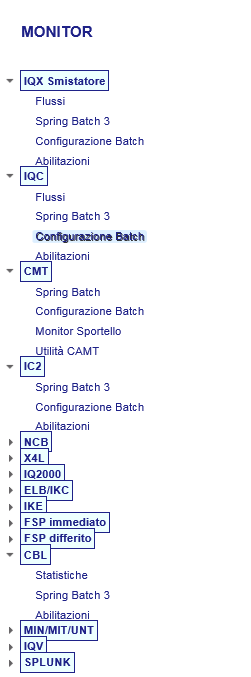 MONITOR
IQX Smistatore
Flussi
Spring Batch 3
Configurazione Batch
Abilitazioni
IQC
Flussi
Spring Batch 3
Configurazione Batch
Abilitazioni
CMT
Spring Batch
Configurazione Batch
Monitor Sportello
Utilità CAMT
IC2
Spring Batch 3
Configurazione Batch
Abilitazioni
NCB
X4L
IQ2000
ELB/IKC
IKE
FSP immediato
FSP differito
CBL
Statistiche
Spring Batch 3
Abilitazioni
MIN/MIT/UNT
IQV
SPLUNK